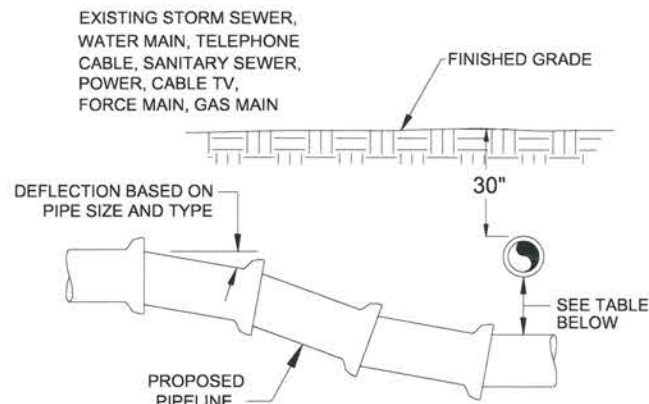 EXISTING STORM SEWER,
WATER MAIN, TELEPHONE
CABLE, SANITARY SEWER,
POWER, CABLE TV,
FORCE MAIN, GAS MAIN
FINISHED GRADE
30"
DEFLECTION BASED ON
PIPE SIZE AND TYPE
SEE TABLE
BELOW
PROPOSED
PIPELINE